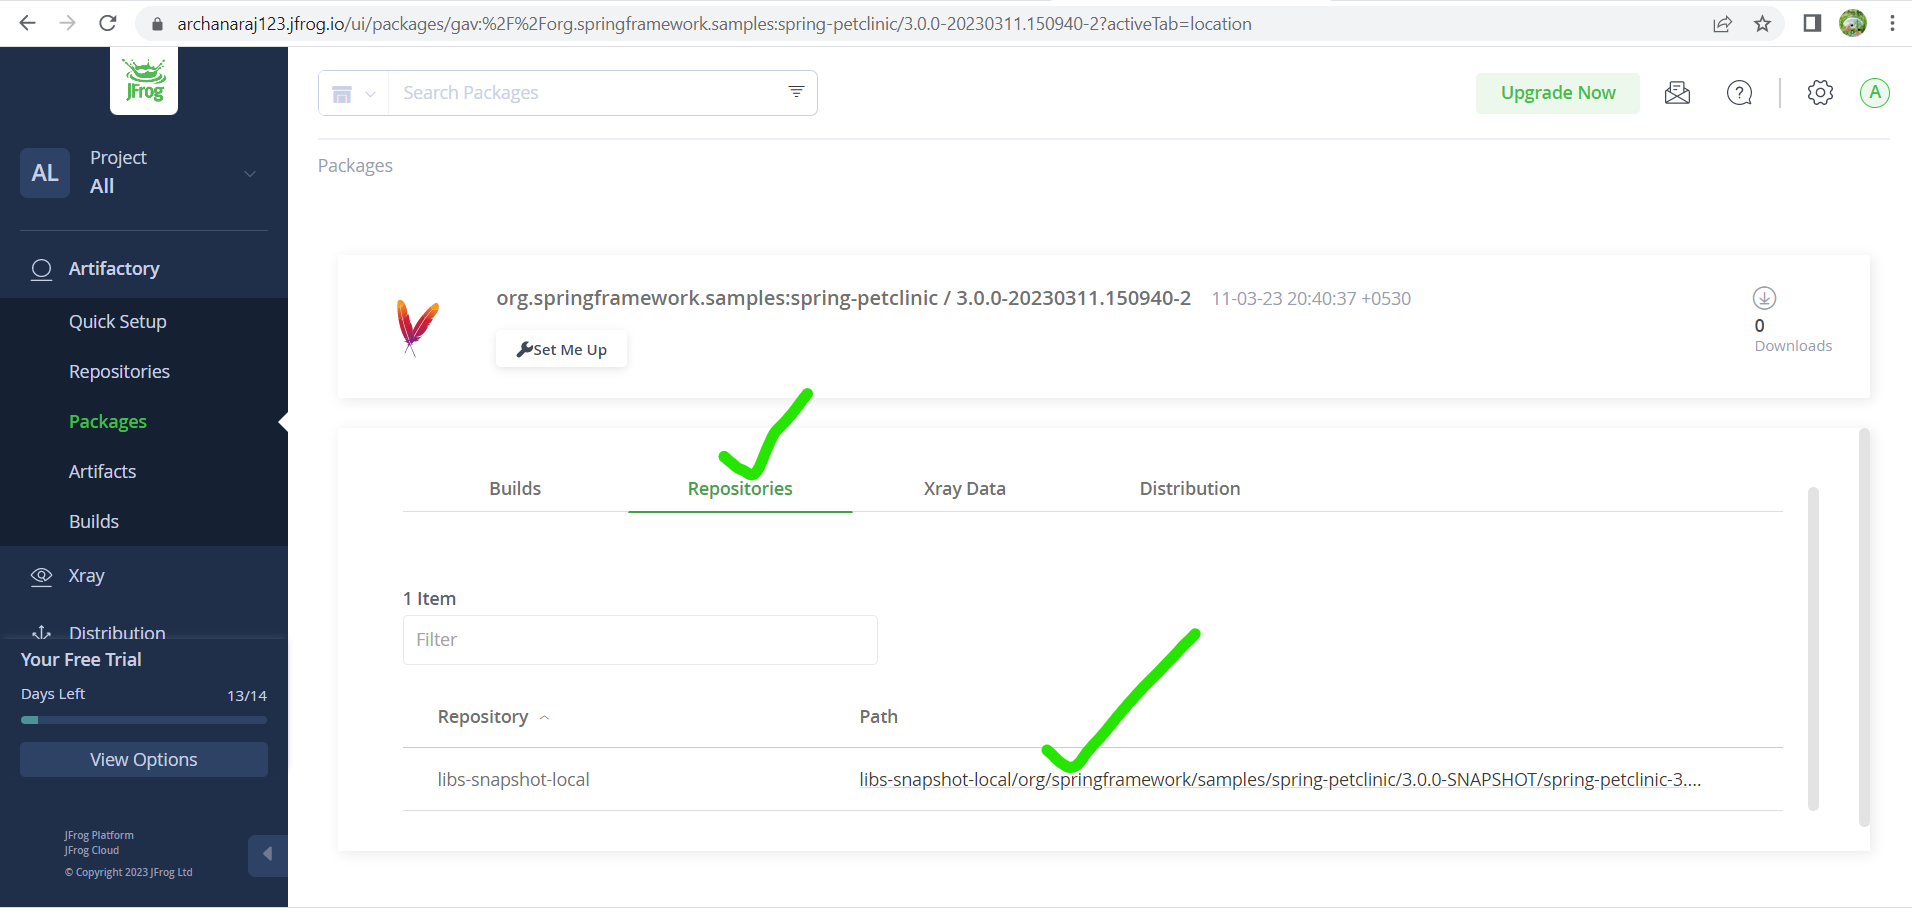 archanaraj123.jfrog.io/ui/packages/gav:%2F%2Forg.springframework.samples:spring-petclinic/3.0.0-20230311.150940-2?activeTab=location
JFrog
AL
Project
All
Artifactory
Quick Setup
Repositories
Packages
Artifacts
Builds
Xray
Distribution
Your Free Trial
Days Left 13/14
View Options
JFrog Platform
JFrog Cloud
© Copyright 2023 JFrog Ltd
Search Packages
Upgrade Now
?
A
Packages
org.springframework.samples:spring-petclinic / 3.0.0-20230311.150940-2 11-03-23 20:40:37 +0530
Set Me Up
0
Downloads
Builds Repositories Xray Data Distribution
1 Item
Filter
Repository Path
libs-snapshot-local libs-snapshot-local/org/springframework/samples/spring-petclinic/3.0.0-SNAPSHOT/spring-petclinic-3....